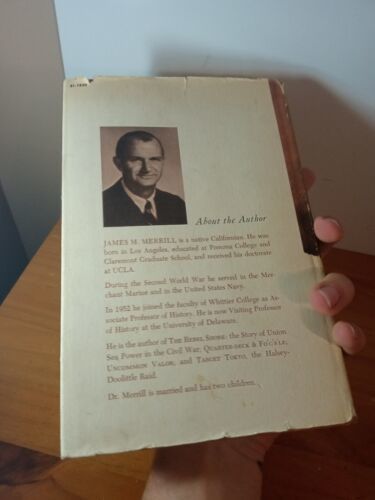 About the Author
JAMES M. MERRILL, is a native Californian. He was
born in Los Angeles, educated at Pomona College and
Claremont Graduate School, and received his doctorate
at UCLA.
During the Second World War he served in the Mer-
chant Marine and in the United States Navy.
In 1952 he joined the faculty of Whittier College as As-
sociate Professor of History. He is now Visiting Professor
of History at the University of Delaware.
He is the author of THE REBEL SHORE: the Story of Union
Sea Power in the Civil War; QUARTER-DECK & FO'C'S'LE;
UNCOMMON VALOR, and TARGET TOKYO, the Halsey-
Doolittle Raid.
Dr. Merrill is married and has two children.